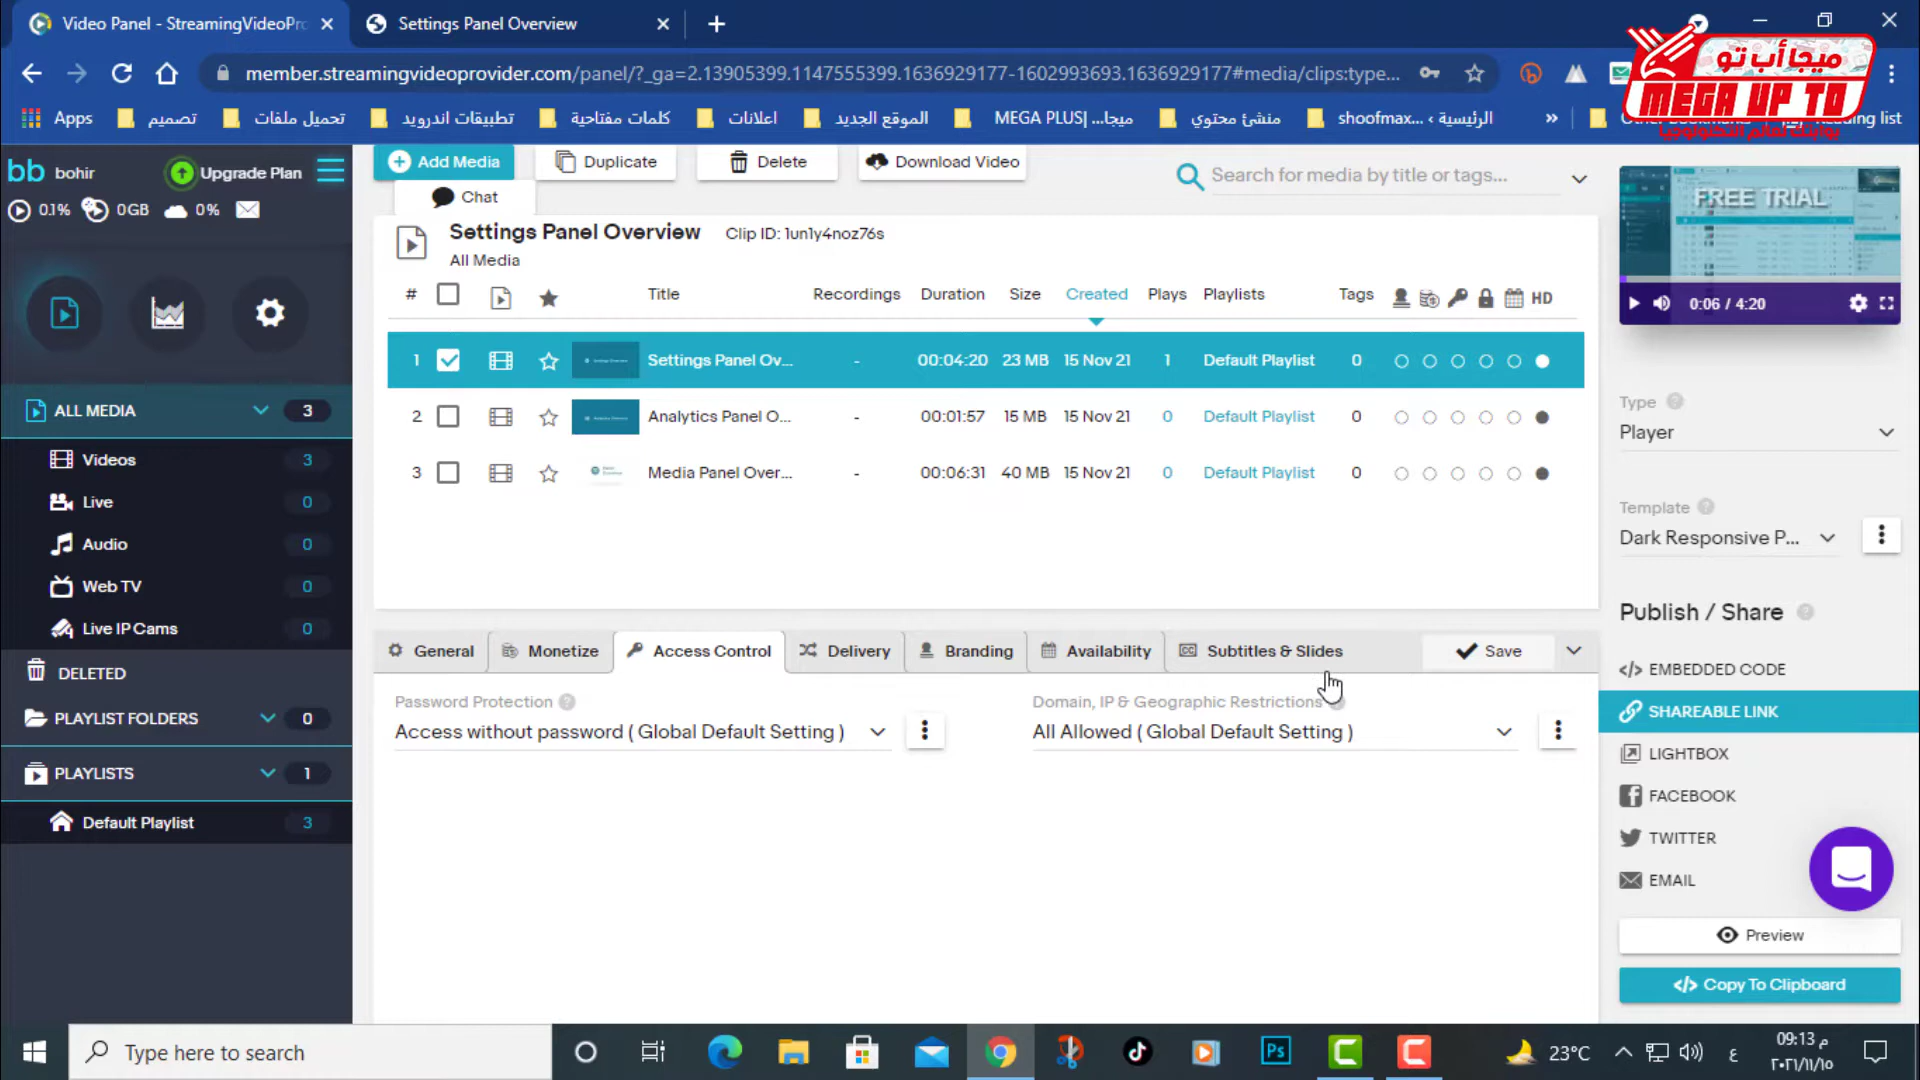 Video Panel - StreamingVideoPro
Settings Panel Overview
member.streamingvideoprovider.com/panel/?_ga=2.13905399.1147555399.1636929177-1602993693.1636929177#media/clips:type...
ميجا أب تو
MEGA UP TO
بوابتك لعالم التكنولوجيا
Apps
تصميم
تحميل ملفات
تطبيقات اندرويد
كلمات مفتاحية
اعلانات
الموقع الجديد
MEGA PLUS| ...ميجا
منشئ محتوي
shoofmax... ‹ الرئيسية
»
Reading list
bb bohir
Upgrade Plan
0.1%
0GB
0%
Add Media
Duplicate
Delete
Download Video
Search for media by title or tags...
Chat
Settings Panel Overview
Clip ID: 1un1y4noz76s
All Media
# Title Recordings Duration Size Created Plays Playlists Tags HD
1 Settings Panel Ov... - 00:04:20 23 MB 15 Nov 21 1 Default Playlist 0
2 Analytics Panel O... - 00:01:57 15 MB 15 Nov 21 0 Default Playlist 0
3 Media Panel Over... - 00:06:31 40 MB 15 Nov 21 0 Default Playlist 0
ALL MEDIA 3
Videos 3
Live 0
Audio 0
Web TV 0
Live IP Cams 0
DELETED
PLAYLIST FOLDERS 0
PLAYLISTS 1
Default Playlist 3
General
Monetize
Access Control
Delivery
Branding
Availability
Subtitles & Slides
Save
Password Protection
Access without password ( Global Default Setting )
Domain, IP & Geographic Restrictions
All Allowed ( Global Default Setting )
FREE TRIAL
0:06 / 4:20
Type
Player
Template
Dark Responsive P...
Publish / Share
</> EMBEDDED CODE
SHAREABLE LINK
LIGHTBOX
FACEBOOK
TWITTER
EMAIL
Preview
</> Copy To Clipboard
Type here to search
Ps
23°C
ع
09:13 م
٢٠٢١/١١/١٥